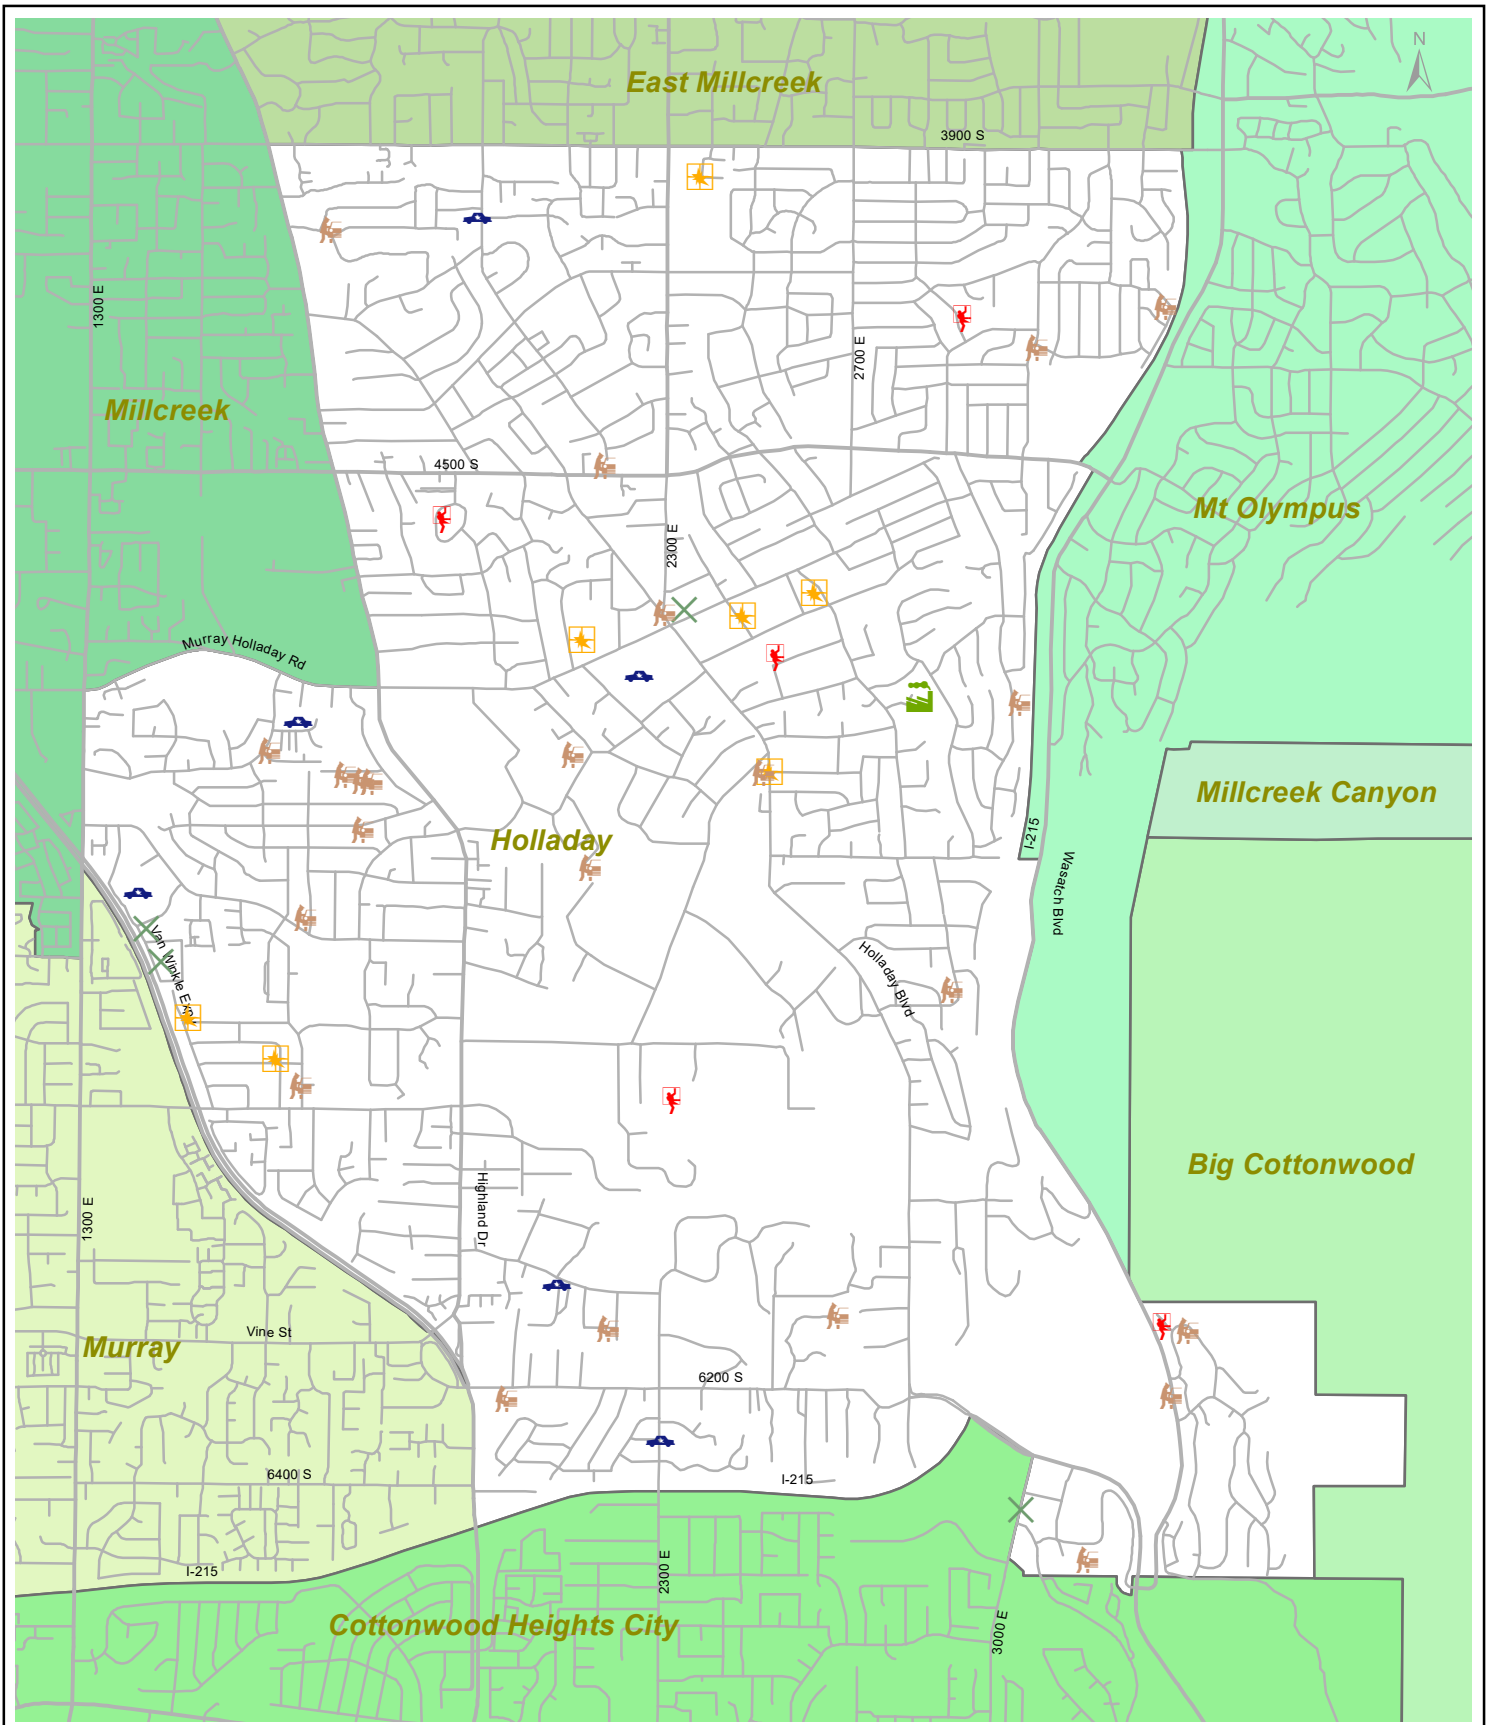 N
East Millcreek
3900 S
1300 E
2700 E
Millcreek
4500 S
Mt Olympus
2300 E
Murray Holladay Rd
Millcreek Canyon
Holladay
I-215
Wasatch Blvd
Van Winkle
Holladay Blvd
Big Cottonwood
Highland Dr
1300 E
Vine St
Murray
6200 S
6400 S
I-215
I-215
2300 E
3000 E
Cottonwood Heights City